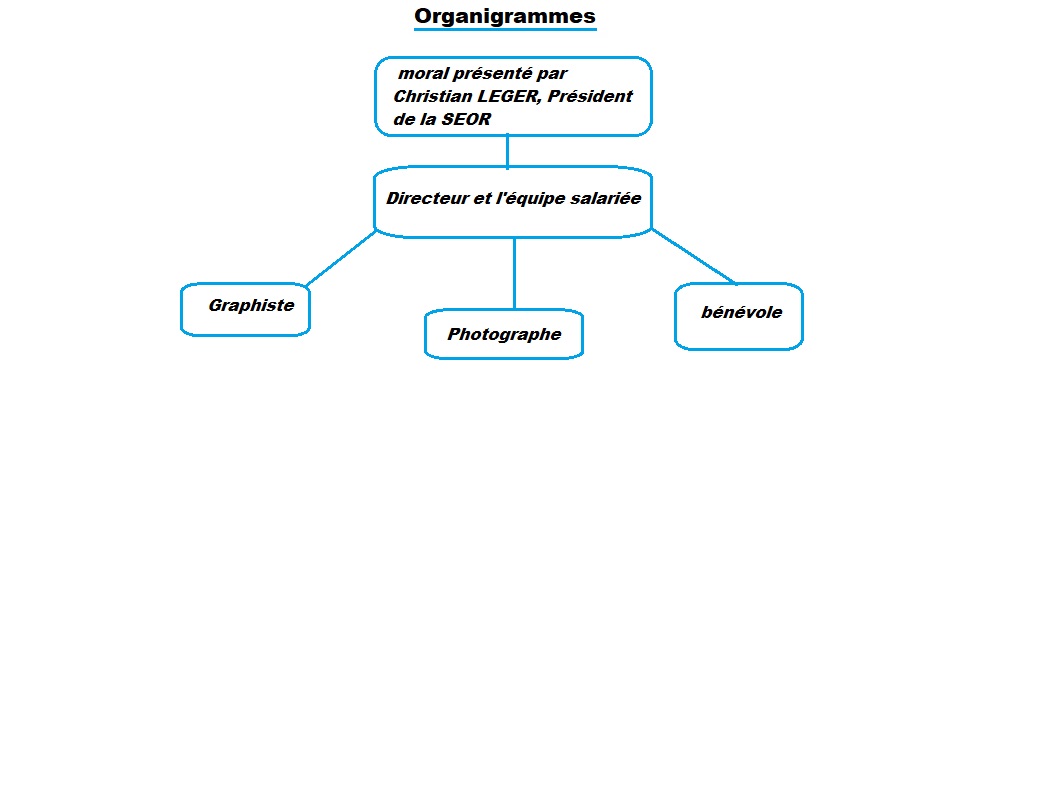 Organigrammes
moral présenté par
Christian LEGER, Président
de la SEOR
Directeur et l'équipe salariée
Graphiste
Photographe
bénévole